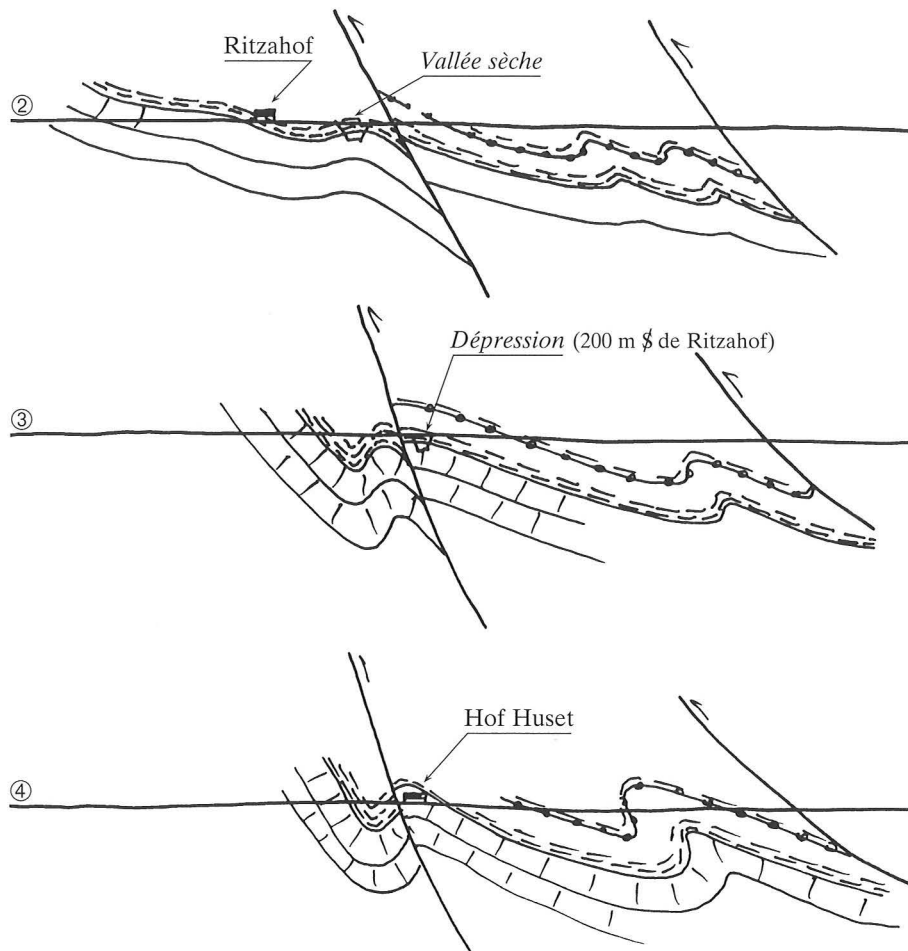 Ritzahof
Vallée sèche
②
Dépression (200 m $ de Ritzahof)
③
Hof Huset
④